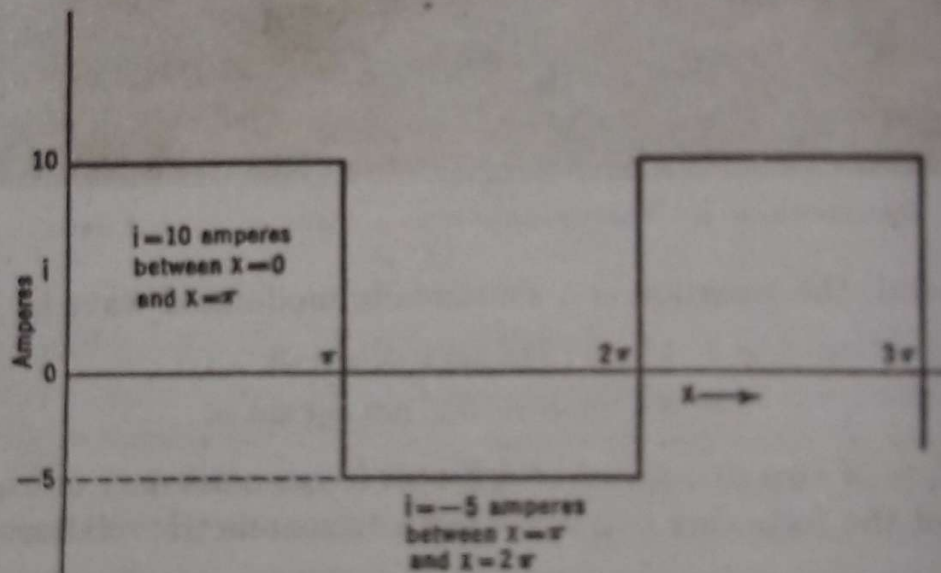 10
i=10 amperes
between X=0
and X=π
Amperes i
π
2π
3π
0
X
—5
i=—5 amperes
between X=π
and X=2π